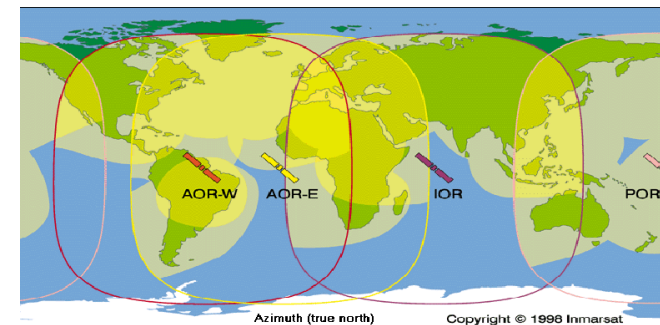 AOR-W AOR-E IOR POR
Azimuth (true north) Copyright © 1998 Inmarsat